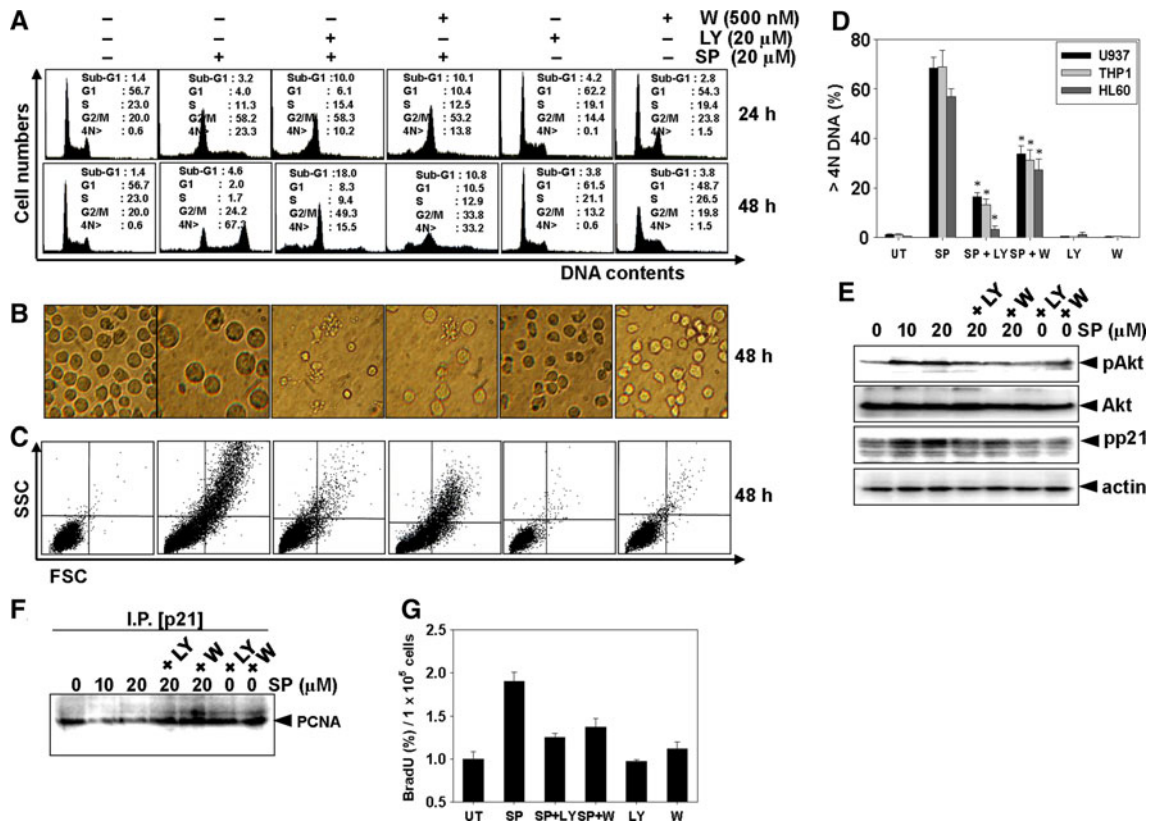 A
– – – + – + W (500 nM)
– – + – + – LY (20 µM)
– + + + – – SP (20 µM)
Cell numbers
Sub-G1 : 1.4
G1 : 56.7
S : 23.0
G2/M : 20.0
4N> : 0.6
Sub-G1 : 3.2
G1 : 4.0
S : 11.3
G2/M : 58.2
4N> : 23.3
Sub-G1 : 10.0
G1 : 6.1
S : 15.4
G2/M : 58.3
4N> : 10.2
Sub-G1 : 10.1
G1 : 10.4
S : 12.5
G2/M : 53.2
4N> : 13.8
Sub-G1 : 4.2
G1 : 62.2
S : 19.1
G2/M : 14.4
4N> : 0.1
Sub-G1 : 2.8
G1 : 54.3
S : 19.4
G2/M : 23.8
4N> : 1.5
24 h
Sub-G1 : 1.4
G1 : 56.7
S : 23.0
G2/M : 20.0
4N> : 0.6
Sub-G1 : 4.6
G1 : 2.0
S : 1.7
G2/M : 24.2
4N> : 67.3
Sub-G1 : 18.0
G1 : 8.3
S : 9.4
G2/M : 49.3
4N> : 15.5
Sub-G1 : 10.8
G1 : 10.5
S : 12.9
G2/M : 33.8
4N> : 33.2
Sub-G1 : 3.8
G1 : 61.5
S : 21.1
G2/M : 13.2
4N> : 0.6
Sub-G1 : 3.8
G1 : 48.7
S : 26.5
G2/M : 19.8
4N> : 1.5
48 h
DNA contents
B
48 h
C
SSC
48 h
FSC
D
> 4N DNA (%)
80
60
40
20
0
U937
THP1
HL60
* * *
* * *
UT SP SP + LY SP + W LY W
E
+ LY + W + LY + W
0 10 20 20 20 0 0 SP (µM)
pAkt
Akt
pp21
actin
F
I.P. [p21]
+ LY + W + LY + W
0 10 20 20 20 0 0 SP (µM)
PCNA
G
BradU (%) / 1 x 10⁵ cells
2.5
2.0
1.5
1.0
0.5
UT SP SP+LY SP+W LY W